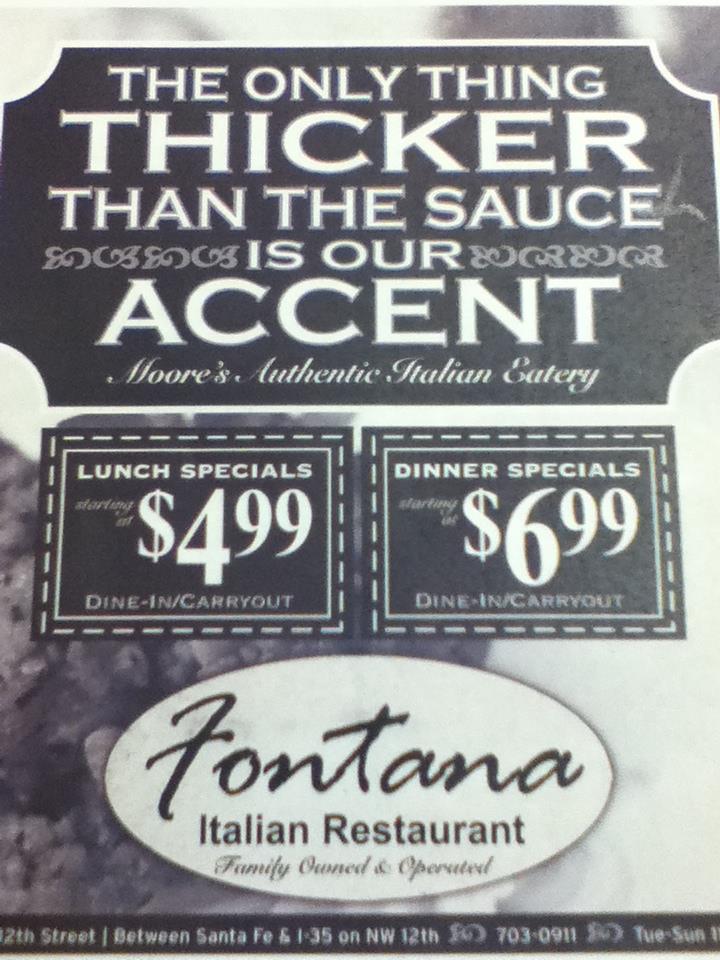 THE ONLY THING
THICKER
THAN THE SAUCE
IS OUR
ACCENT
Moore's Authentic Italian Eatery
LUNCH SPECIALS
starting at $4.99
DINE-IN/CARRYOUT
DINNER SPECIALS
starting at $6.99
DINE-IN/CARRYOUT
Fontana
Italian Restaurant
Family Owned & Operated
12th Street | Between Santa Fe & I-35 on NW 12th 703-0911 Tue-Sun